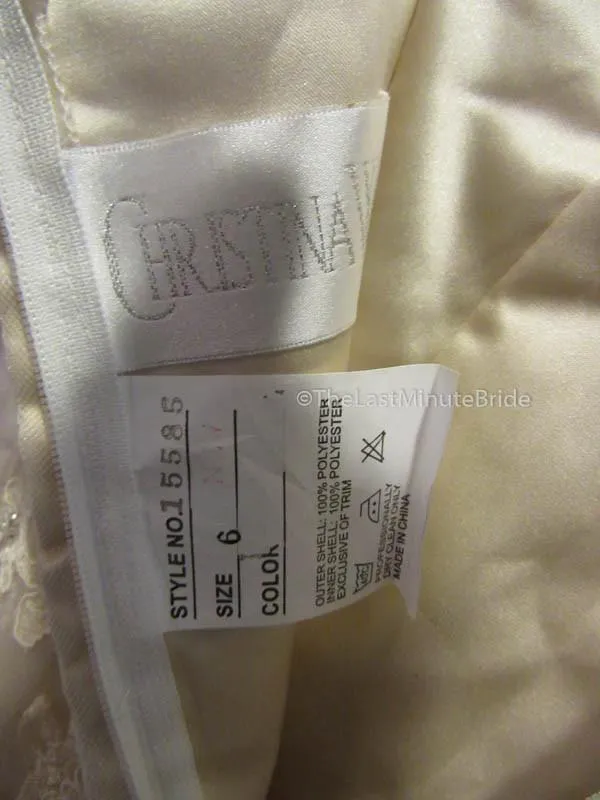 CHRISTINA
©TheLastMinuteBride
STYLE NO. 15585
SIZE 6
COLOR
OUTER SHELL: 100% POLYESTER
INNER SHELL: 100% POLYESTER
EXCLUSIVE OF TRIM
PROFESSIONALLY
DRY CLEAN ONLY
MADE IN CHINA